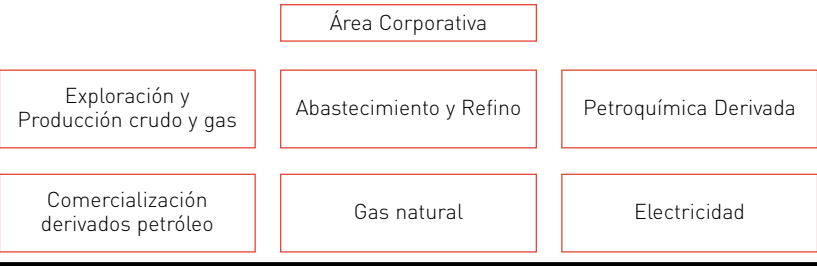 Área Corporativa
Exploración y
Producción crudo y gas
Abastecimiento y Refino
Petroquímica Derivada
Comercialización
derivados petróleo
Gas natural
Electricidad